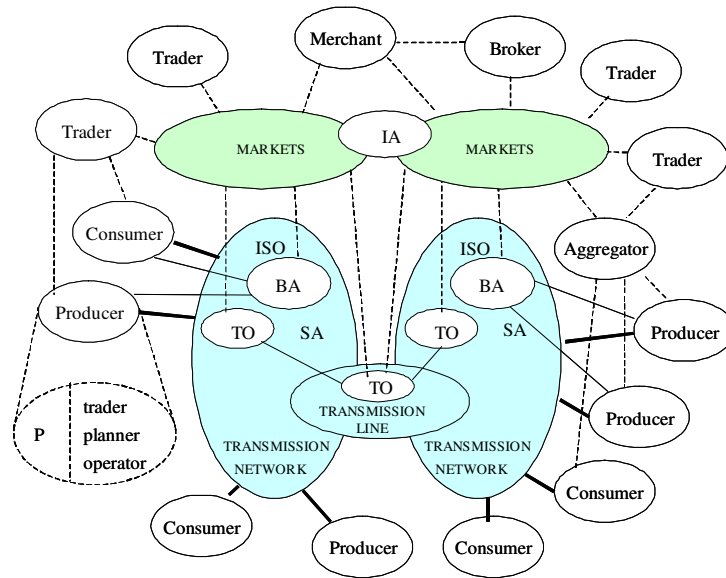 Merchant
Broker
Trader
Trader
Trader
IA
MARKETS
MARKETS
Trader
Consumer
ISO
ISO
Aggregator
BA
BA
Producer
TO
SA
TO
SA
Producer
TO
TRANSMISSION
LINE
P
trader
planner
operator
Producer
TRANSMISSION
NETWORK
TRANSMISSION
NETWORK
Consumer
Consumer
Producer
Consumer